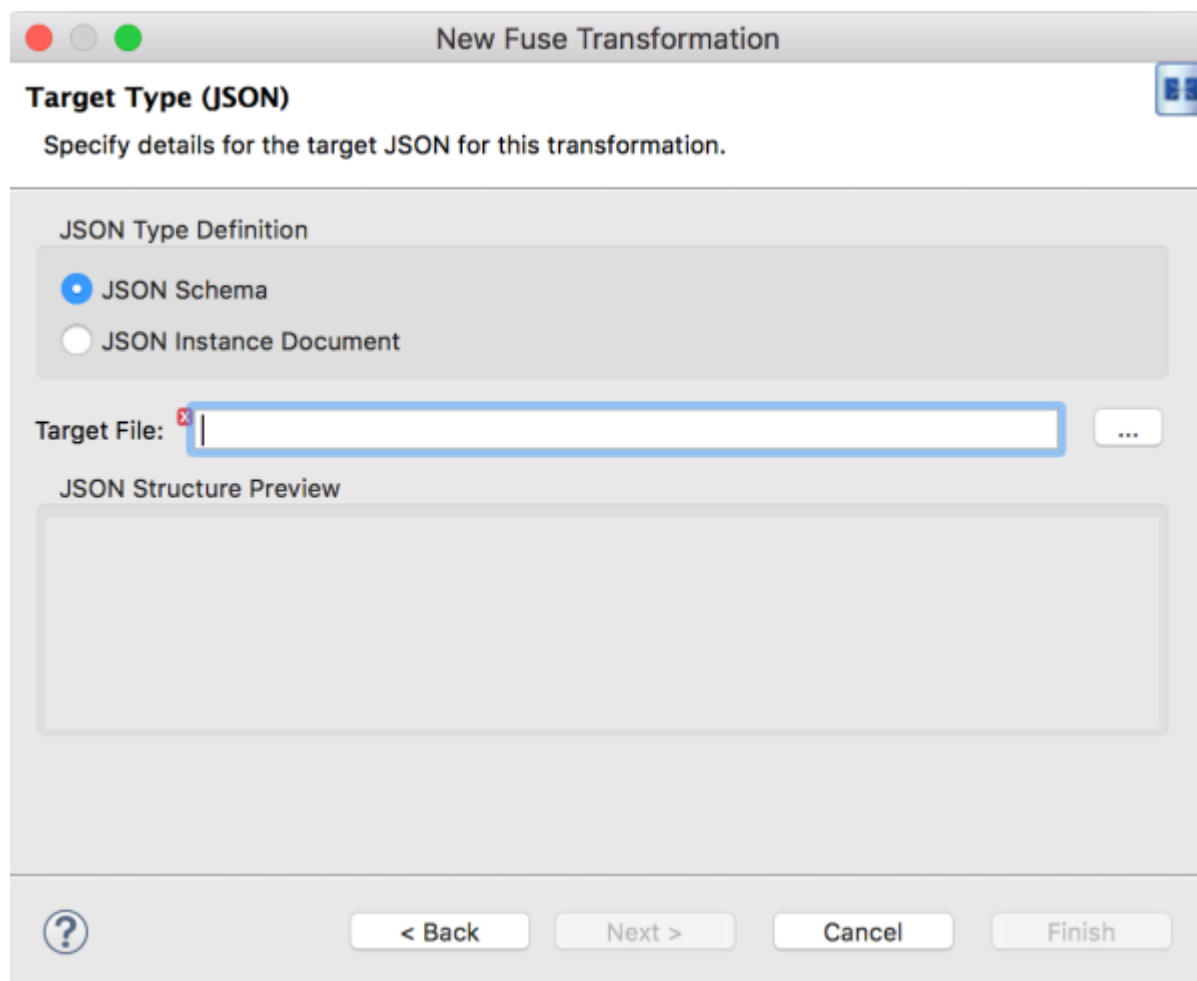 New Fuse Transformation
Target Type (JSON)
Specify details for the target JSON for this transformation.
JSON Type Definition
JSON Schema
JSON Instance Document
Target File:
...
JSON Structure Preview
?
< Back
Next >
Cancel
Finish